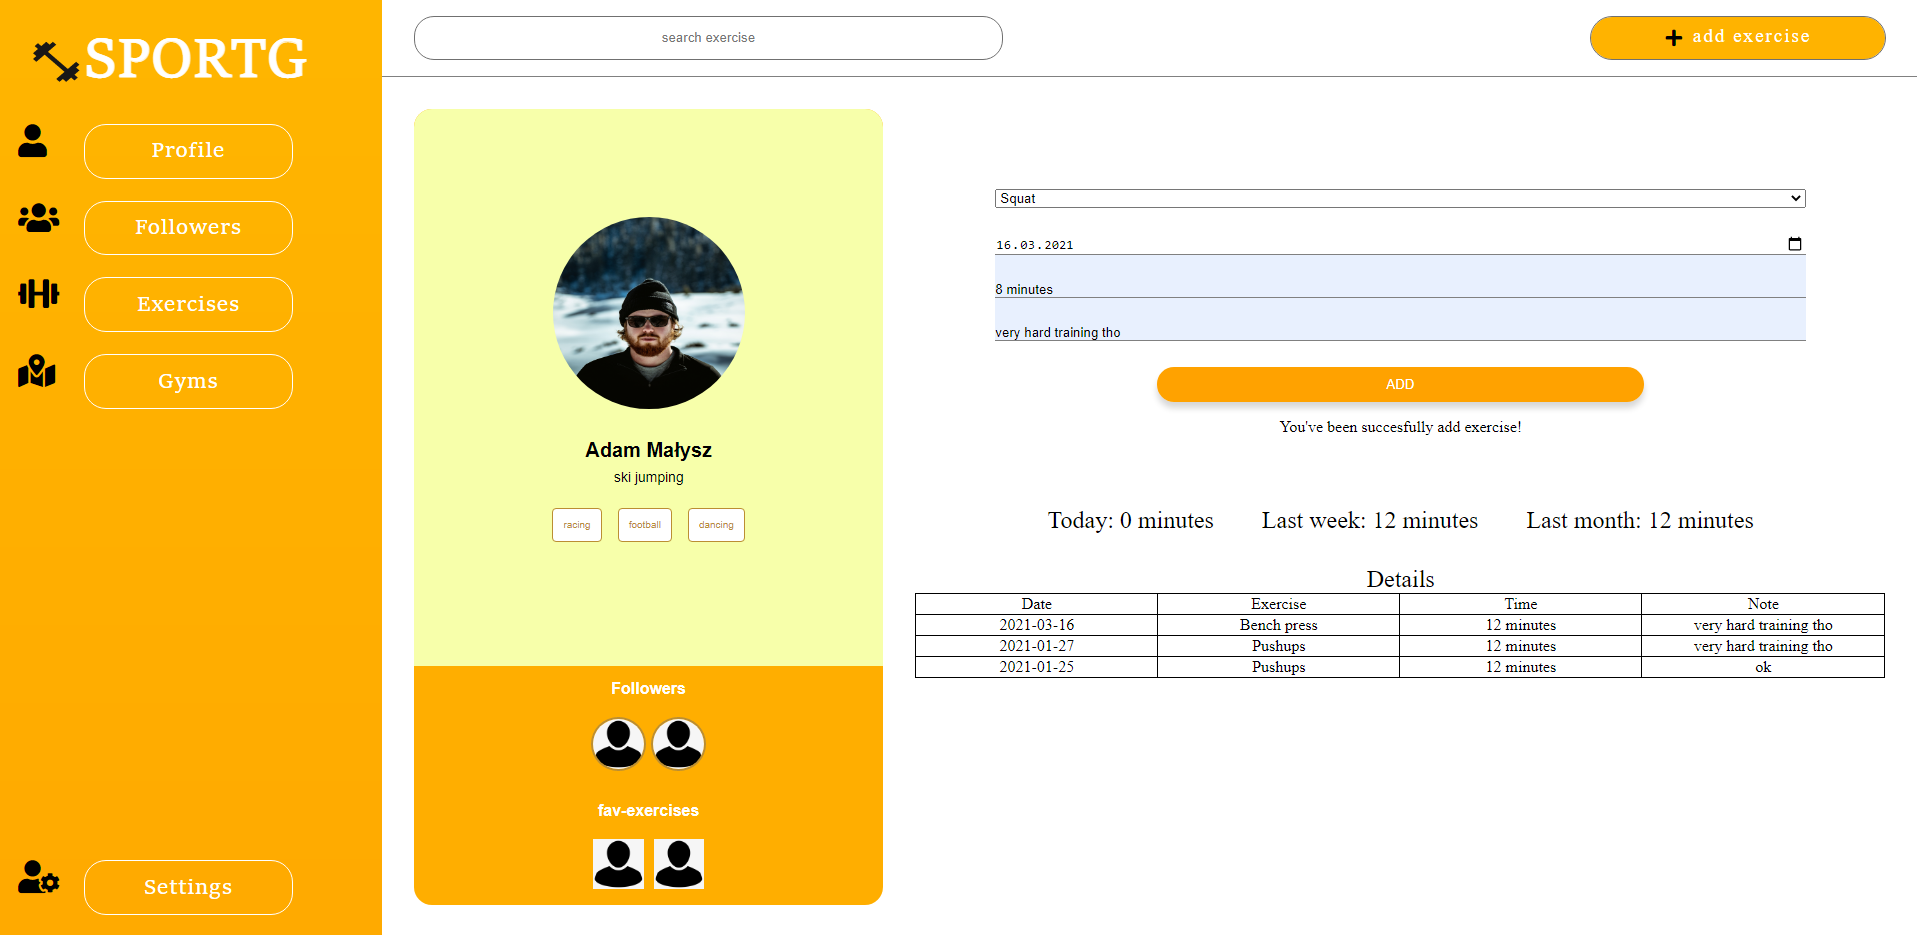 SPORTG
Profile
Followers
Exercises
Gyms
Settings
search exercise
add exercise
Adam Małysz
ski jumping
racing football dancing
Followers
fav-exercises
Squat
16.03.2021
8 minutes
very hard training tho
ADD
You've been succesfully add exercise!
Today: 0 minutes Last week: 12 minutes Last month: 12 minutes
Details
Date Exercise Time Note
2021-03-16 Bench press 12 minutes very hard training tho
2021-01-27 Pushups 12 minutes very hard training tho
2021-01-25 Pushups 12 minutes ok